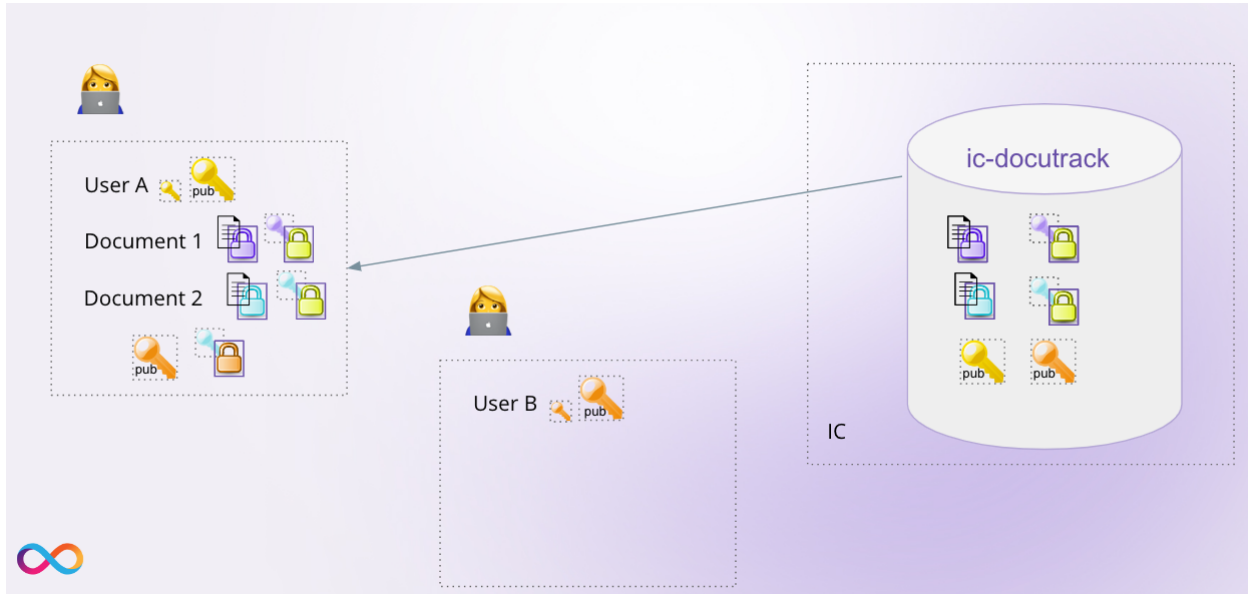 User A
pub
Document 1
Document 2
pub
User B
pub
ic-docutrack
pub
pub
IC